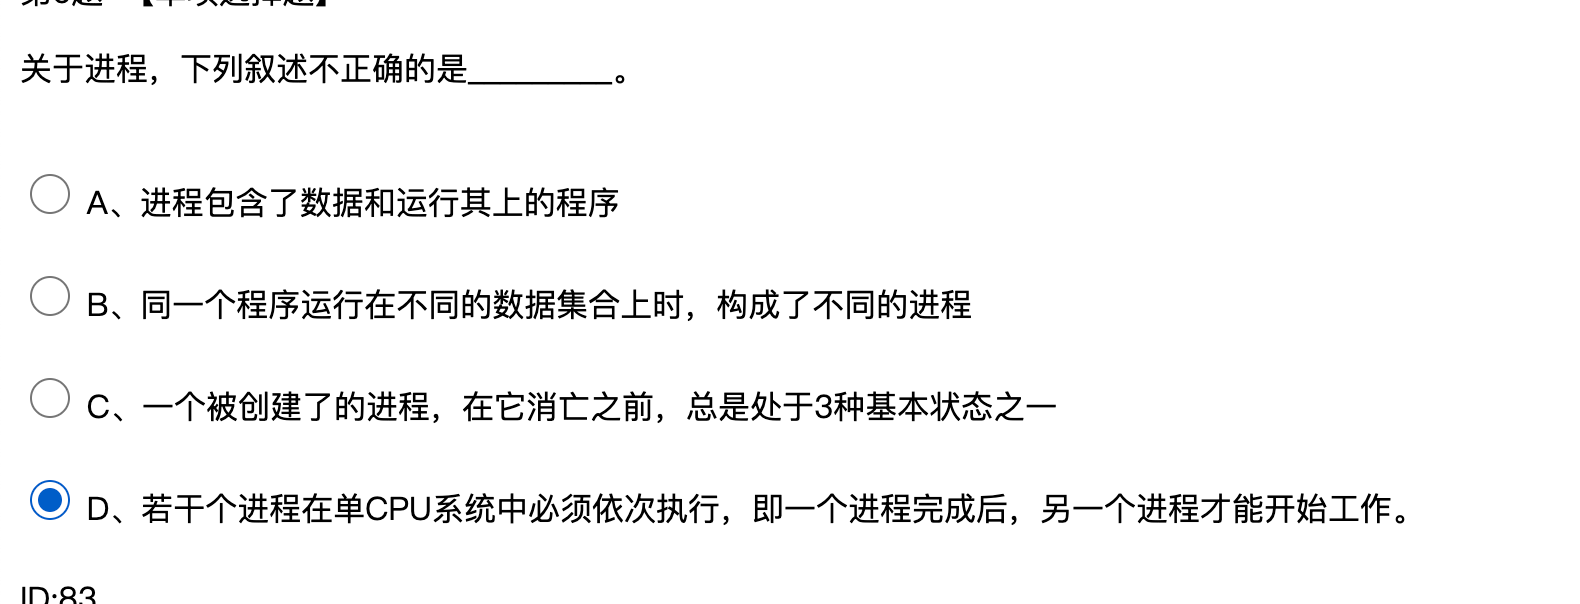 关于进程，下列叙述不正确的是_________。
A、进程包含了数据和运行其上的程序
B、同一个程序运行在不同的数据集合上时，构成了不同的进程
C、一个被创建了的进程，在它消亡之前，总是处于3种基本状态之一
D、若干个进程在单CPU系统中必须依次执行，即一个进程完成后，另一个进程才能开始工作。
ID:83